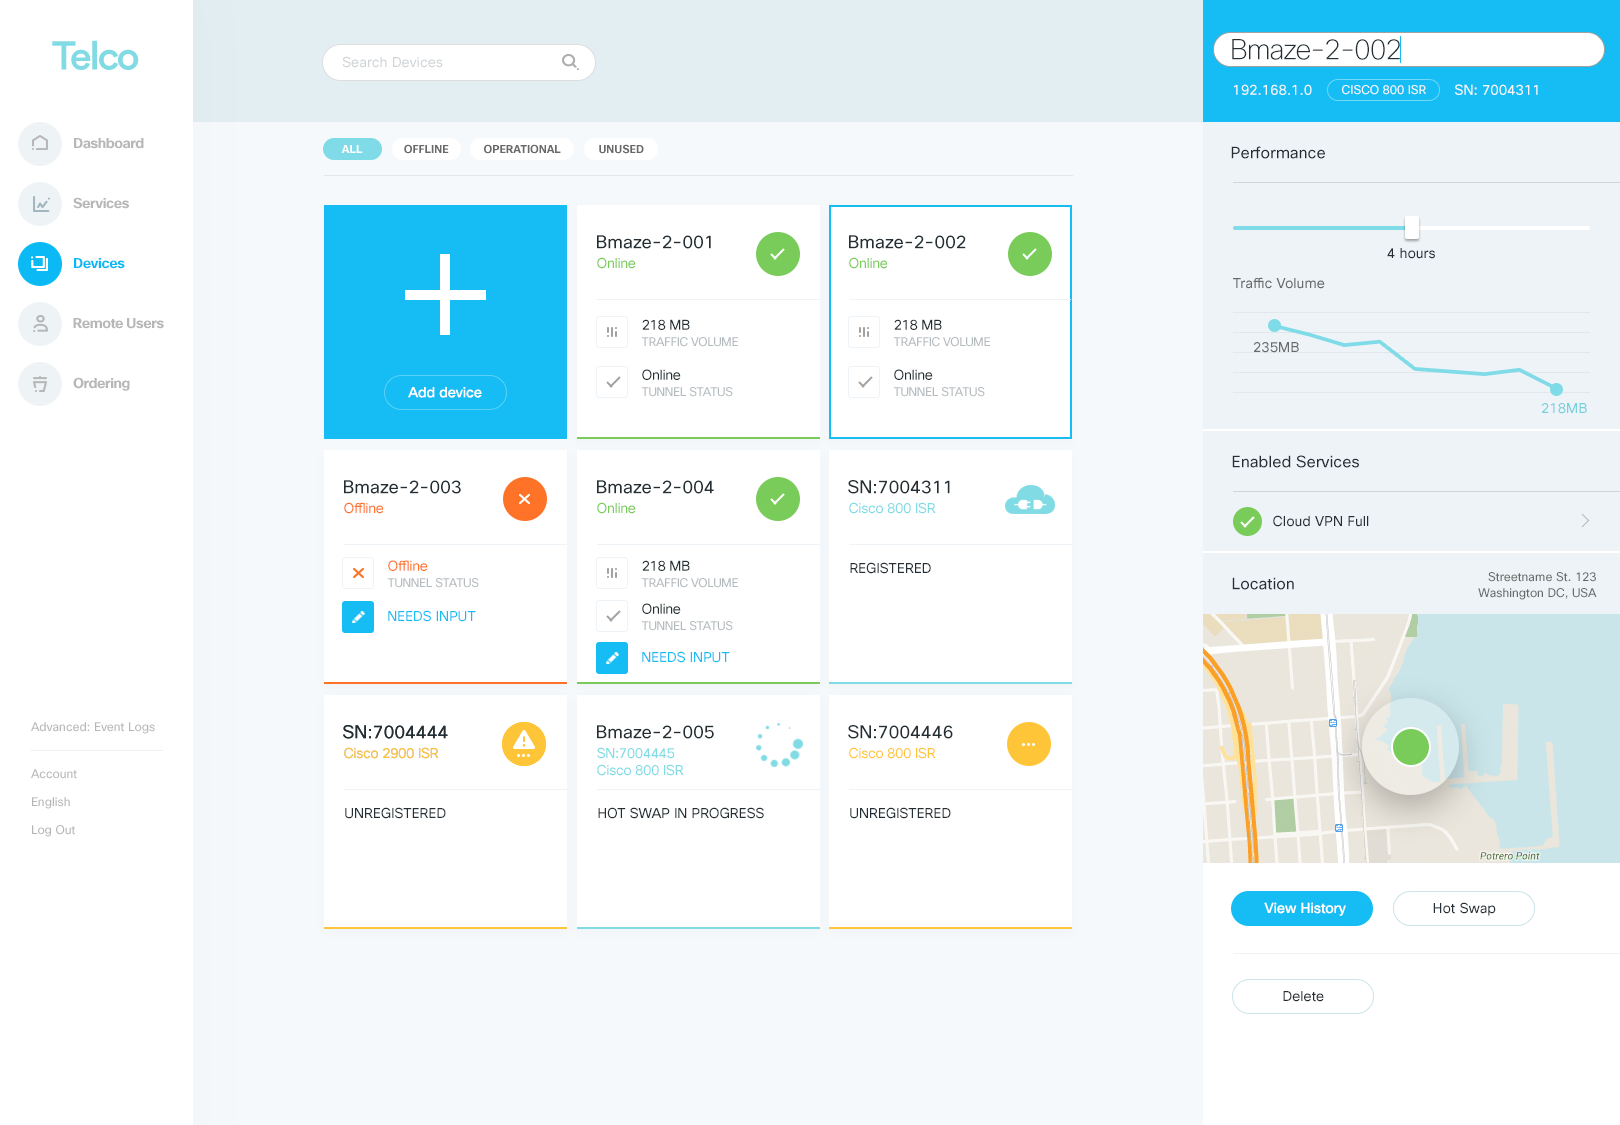 Telco
Dashboard
Services
Devices
Remote Users
Ordering
Advanced: Event Logs
Account
English
Log Out
Search Devices
ALL
OFFLINE
OPERATIONAL
UNUSED
Add device
Bmaze-2-001
Online
218 MB
TRAFFIC VOLUME
Online
TUNNEL STATUS
Bmaze-2-002
Online
218 MB
TRAFFIC VOLUME
Online
TUNNEL STATUS
Bmaze-2-003
Offline
Offline
TUNNEL STATUS
NEEDS INPUT
Bmaze-2-004
Online
218 MB
TRAFFIC VOLUME
Online
TUNNEL STATUS
NEEDS INPUT
SN:7004311
Cisco 800 ISR
REGISTERED
SN:7004444
Cisco 2900 ISR
UNREGISTERED
Bmaze-2-005
SN:7004445
Cisco 800 ISR
HOT SWAP IN PROGRESS
SN:7004446
Cisco 800 ISR
UNREGISTERED
Bmaze-2-002
192.168.1.0
CISCO 800 ISR
SN: 7004311
Performance
4 hours
Traffic Volume
235MB
218MB
Enabled Services
Cloud VPN Full
Location
Streetname St. 123
Washington DC, USA
Potrero Point
View History
Hot Swap
Delete